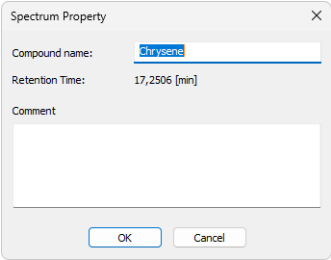 Spectrum Property
Compound name: Chrysene
Retention Time: 17,2506 [min]
Comment
OK Cancel